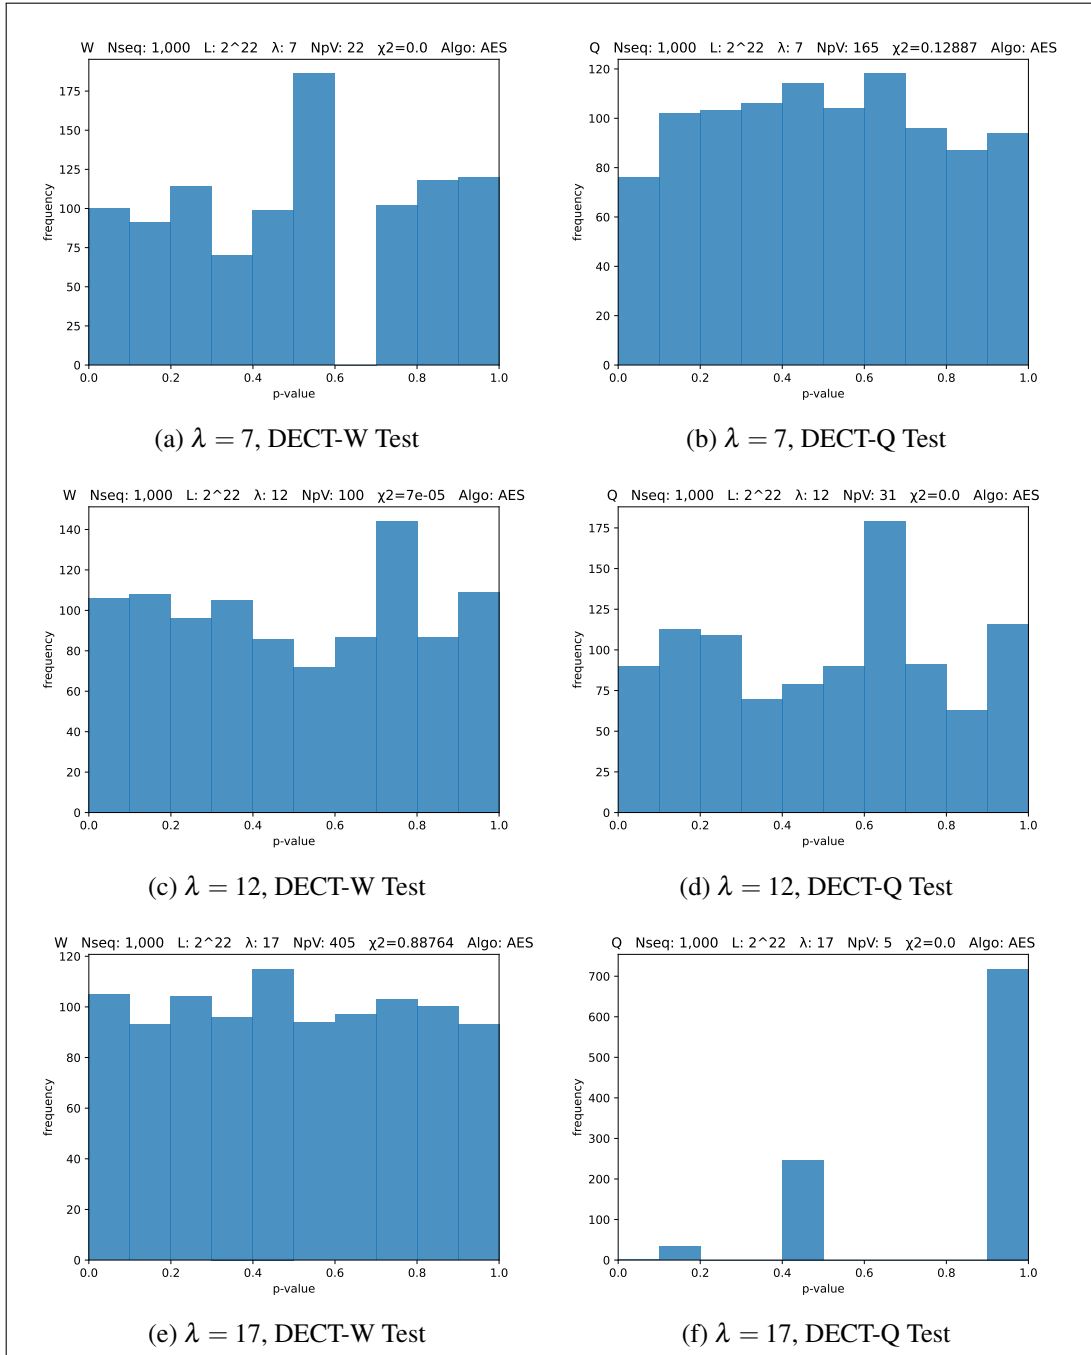 W Nseq: 1,000 L: 2^22 λ: 7 NpV: 22 χ2=0.0 Algo: AES
175
150
125
100
75
50
25
0
frequency
0.0 0.2 0.4 0.6 0.8 1.0
p-value
(a) λ = 7, DECT-W Test
Q Nseq: 1,000 L: 2^22 λ: 7 NpV: 165 χ2=0.12887 Algo: AES
120
100
80
60
40
20
0
frequency
0.0 0.2 0.4 0.6 0.8 1.0
p-value
(b) λ = 7, DECT-Q Test
W Nseq: 1,000 L: 2^22 λ: 12 NpV: 100 χ2=7e-05 Algo: AES
140
120
100
80
60
40
20
0
frequency
0.0 0.2 0.4 0.6 0.8 1.0
p-value
(c) λ = 12, DECT-W Test
Q Nseq: 1,000 L: 2^22 λ: 12 NpV: 31 χ2=0.0 Algo: AES
175
150
125
100
75
50
25
0
frequency
0.0 0.2 0.4 0.6 0.8 1.0
p-value
(d) λ = 12, DECT-Q Test
W Nseq: 1,000 L: 2^22 λ: 17 NpV: 405 χ2=0.88764 Algo: AES
120
100
80
60
40
20
0
frequency
0.0 0.2 0.4 0.6 0.8 1.0
p-value
(e) λ = 17, DECT-W Test
Q Nseq: 1,000 L: 2^22 λ: 17 NpV: 5 χ2=0.0 Algo: AES
700
600
500
400
300
200
100
0
frequency
0.0 0.2 0.4 0.6 0.8 1.0
p-value
(f) λ = 17, DECT-Q Test